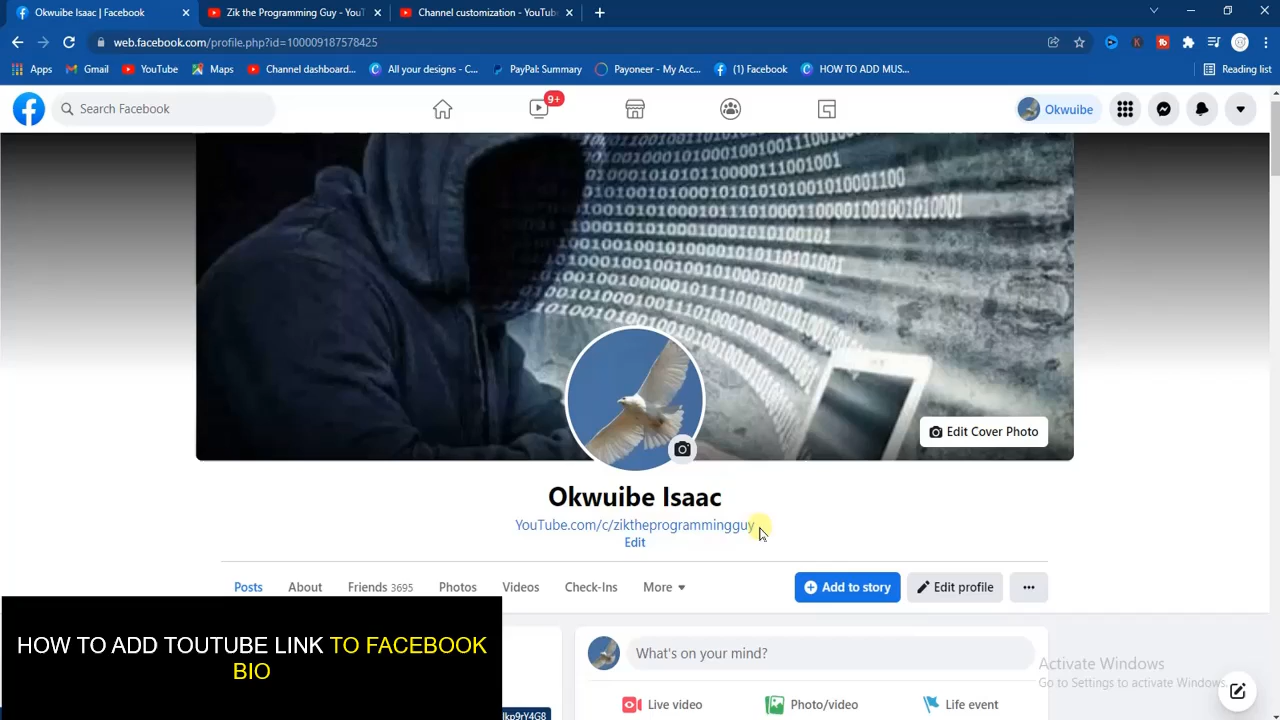 Okwuibe Isaac | Facebook
Zik the Programming Guy - YouT
Channel customization - YouTube
web.facebook.com/profile.php?id=100009187578425
Apps
Gmail
YouTube
Maps
Channel dashboard...
All your designs - C...
PayPal: Summary
Payoneer - My Acc...
(1) Facebook
HOW TO ADD MUS...
Reading list
Search Facebook
9+
Okwuibe
Edit Cover Photo
Okwuibe Isaac
YouTube.com/c/ziktheprogrammingguy
Edit
Posts
About
Friends 3695
Photos
Videos
Check-Ins
More
Add to story
Edit profile
HOW TO ADD TOUTUBE LINK TO FACEBOOK
BIO
What's on your mind?
Live video
Photo/video
Life event
Activate Windows
Go to Settings to activate Windows.